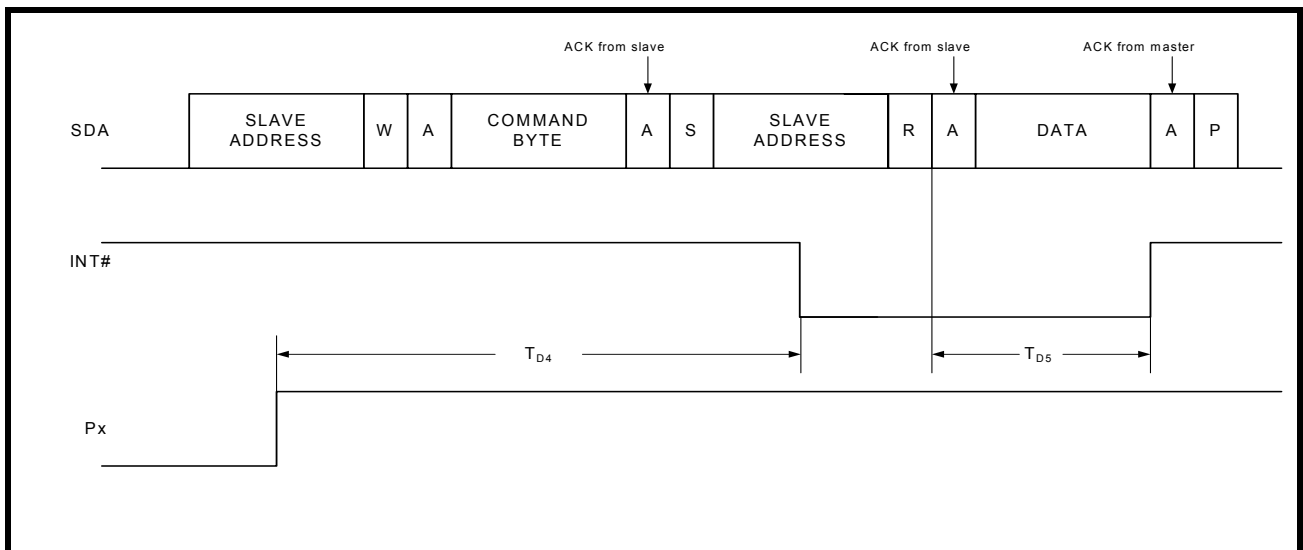 ACK from slave
ACK from slave
ACK from master
SDA
SLAVE
ADDRESS
W
A
COMMAND
BYTE
A
S
SLAVE
ADDRESS
R
A
DATA
A
P
INT#
TD4
TD5
Px